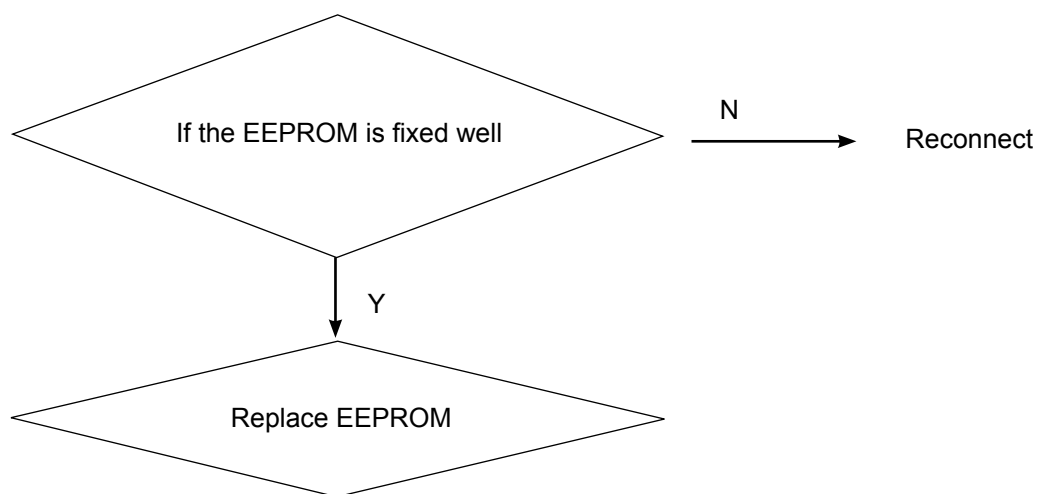 If the EEPROM is fixed well
N
Reconnect
Y
Replace EEPROM